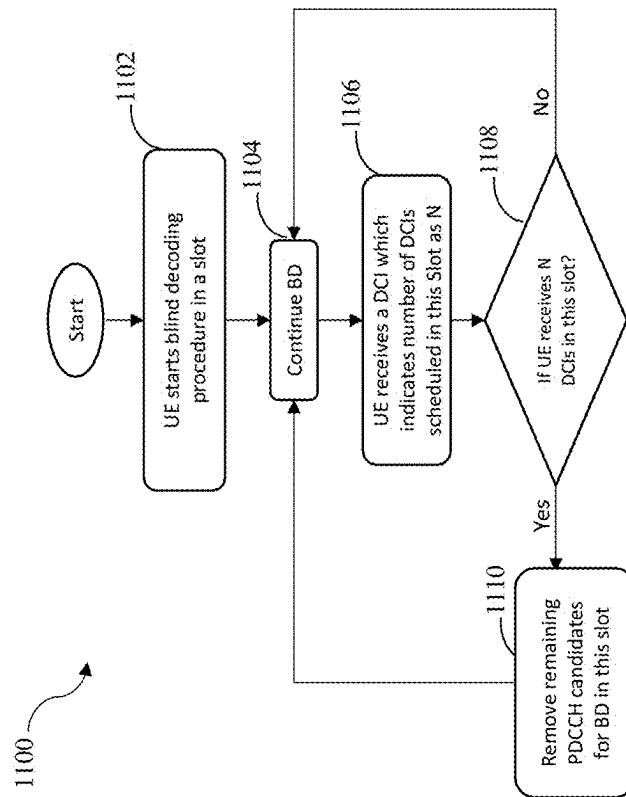 1100
Start
UE starts blind decoding
procedure in a slot
1102
Continue BD
1104
UE receives a DCI which
indicates number of DCIs
scheduled in this Slot as N
1106
If UE receives N
DCIs in this slot?
1108
Yes
No
Remove remaining
PDCCH candidates
for BD in this slot
1110